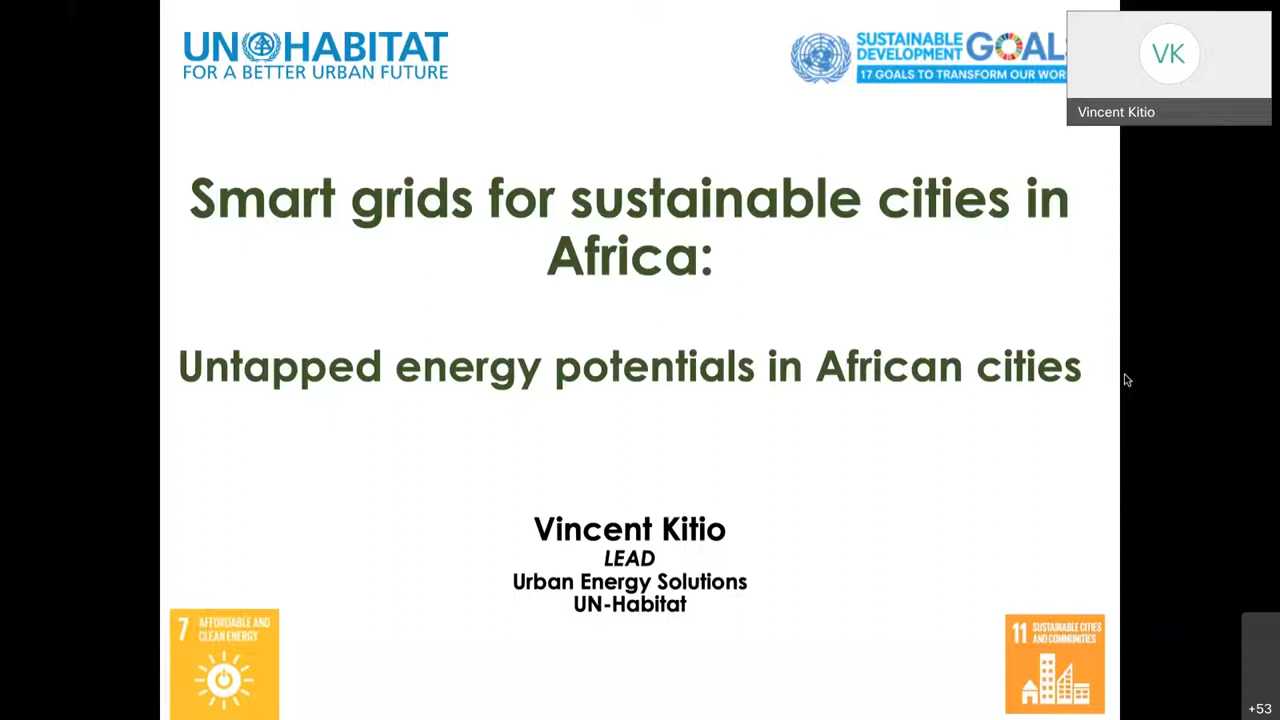 UN HABITAT
FOR A BETTER URBAN FUTURE
SUSTAINABLE
DEVELOPMENT GOALS
17 GOALS TO TRANSFORM OUR WOR
VK
Vincent Kitio
Smart grids for sustainable cities in
Africa:
Untapped energy potentials in African cities
Vincent Kitio
LEAD
Urban Energy Solutions
UN-Habitat
7 AFFORDABLE AND
CLEAN ENERGY
11 SUSTAINABLE CITIES
AND COMMUNITIES
+53